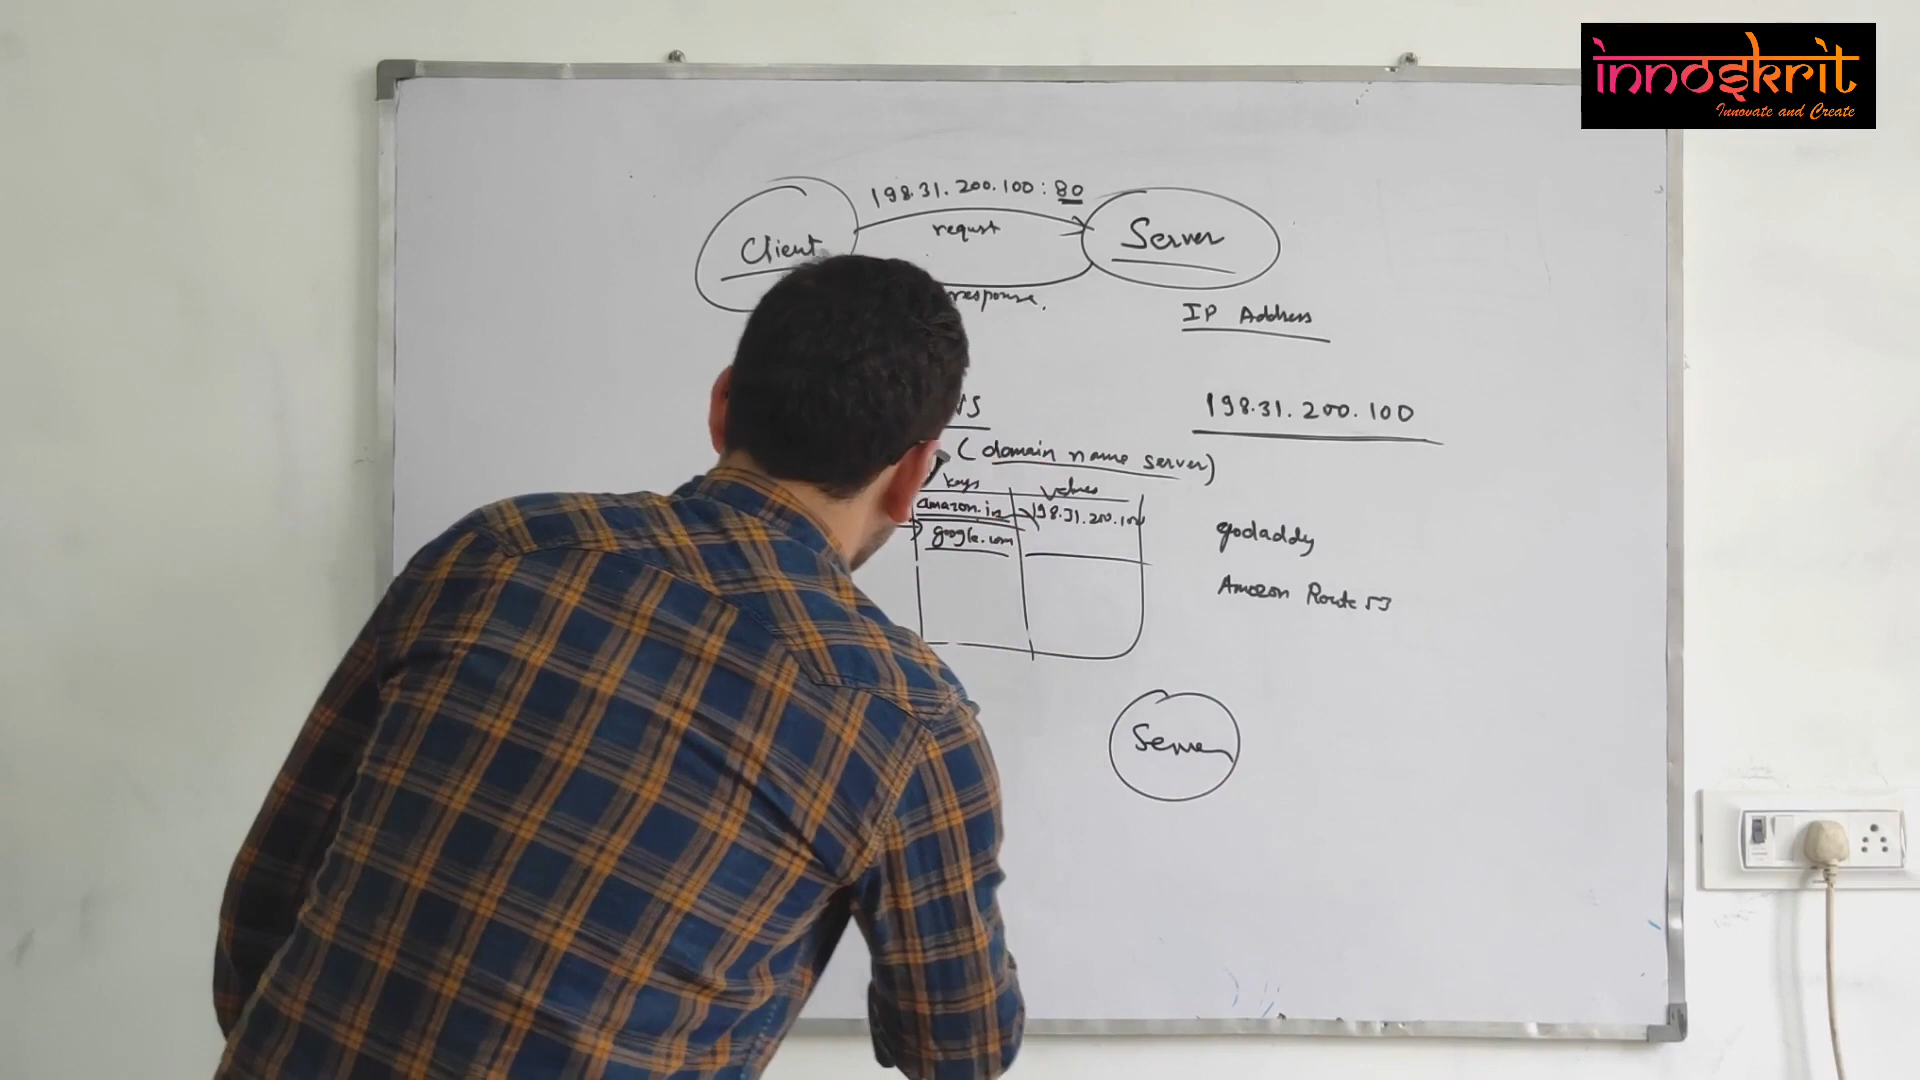 innoskrit
Innovate and Create
198.31.200.100:80
Client
requst
Server
response.
IP Address
198.31.200.100
(domain name server)
keys values
amazon.in 198.31.200.100
google.com
godaddy
Amazon Route 53
Server